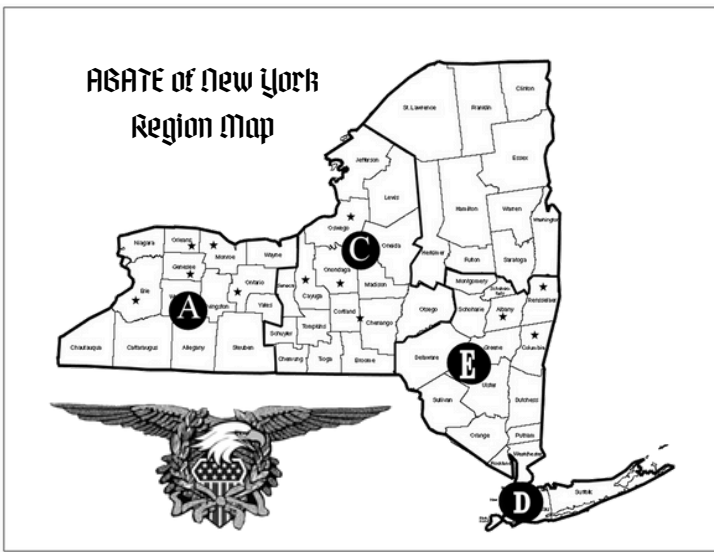 ABATE of New York
Region Map
Clinton
St. Lawrence
Franklin
Essex
Jefferson
Lewis
Hamilton
Warren
Washington
Oswego
C
Oneida
Herkimer
Fulton
Saratoga
Niagara
Orleans
Monroe
Wayne
Genesee
Onondaga
Madison
Montgomery
Erie
Ontario
Seneca
Cayuga
Otsego
Schoharie
Albany
Rensselaer
A
Yates
Cortland
Chenango
Schuyler
Tompkins
Greene
Columbia
Chautauqua
Cattaraugus
Allegany
Steuben
Chemung
Tioga
Broome
Delaware
E
Ulster
Sullivan
Dutchess
Orange
Putnam
Westchester
Rockland
D
Suffolk